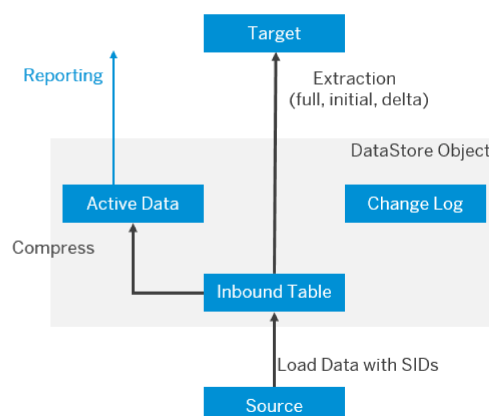 Target
Reporting
Extraction
(full, initial, delta)
DataStore Object
Active Data
Change Log
Compress
Inbound Table
Load Data with SIDs
Source